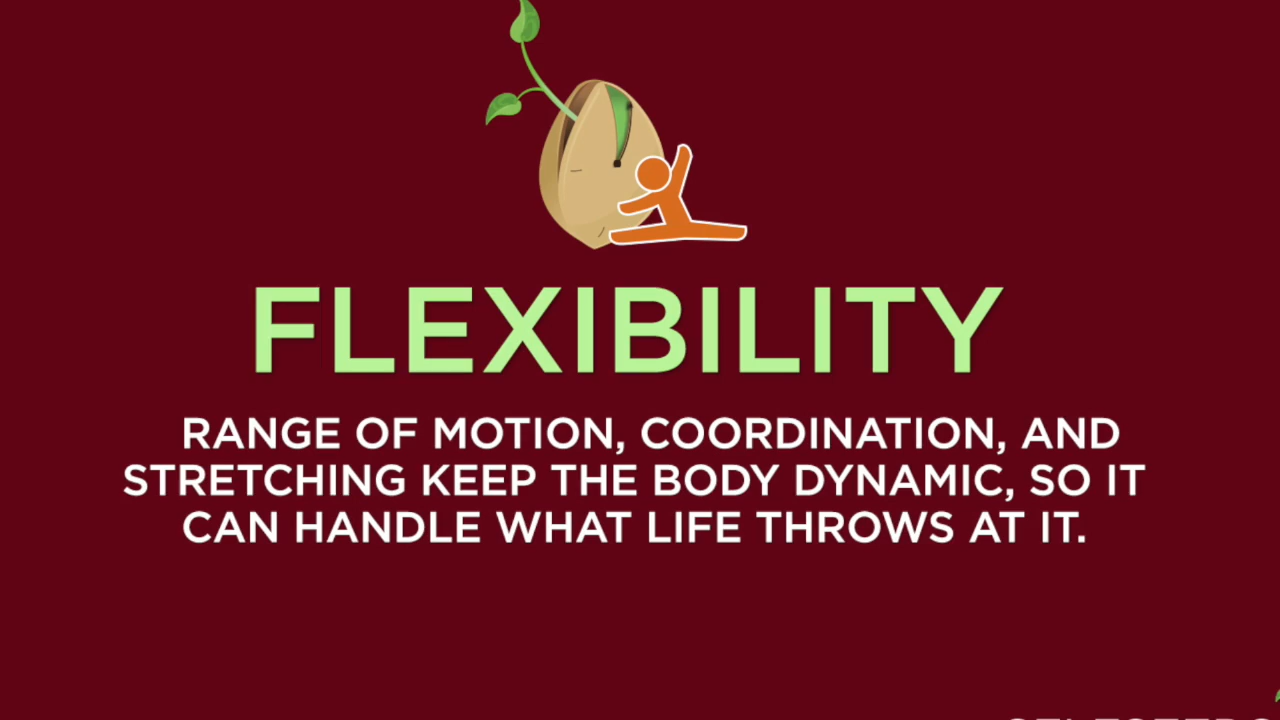 FLEXIBILITY
RANGE OF MOTION, COORDINATION, AND
STRETCHING KEEP THE BODY DYNAMIC, SO IT
CAN HANDLE WHAT LIFE THROWS AT IT.